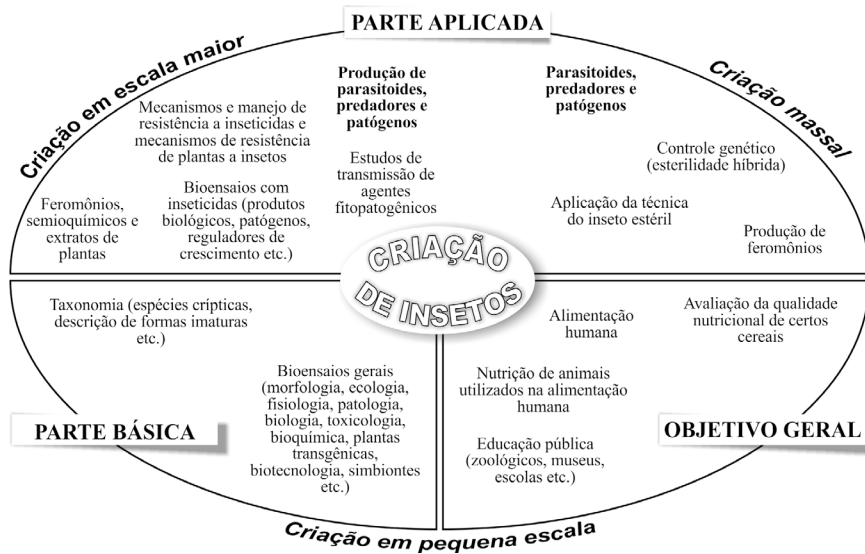 PARTE APLICADA
Criação em escala maior
Criação massal
Mecanismos e manejo de
resistência a inseticidas e
mecanismos de resistência
de plantas a insetos
Produção de
parasitoides,
predadores e
patógenos
Parasitoides,
predadores e
patógenos
Controle genético
(esterilidade híbrida)
Feromônios,
semioquímicos e
extratos de
plantas
Bioensaios com
inseticidas (produtos
biológicos, patógenos,
reguladores de
crescimento etc.)
Estudos de
transmissão de
agentes
fitopatogênicos
Aplicação da técnica
do inseto estéril
Produção de
feromônios
CRIAÇÃO
DE INSETOS
Taxonomia (espécies crípticas,
descrição de formas imaturas
etc.)
Bioensaios gerais
(morfologia, ecologia,
fisiologia, patologia,
biologia, toxicologia,
bioquímica, plantas
transgênicas,
biotecnologia, simbiontes
etc.)
PARTE BÁSICA
Alimentação
humana
Avaliação da qualidade
nutricional de certos
cereais
Nutrição de animais
utilizados na alimentação
humana
Educação pública
(zoológicos, museus,
escolas etc.)
OBJETIVO GERAL
Criação em pequena escala